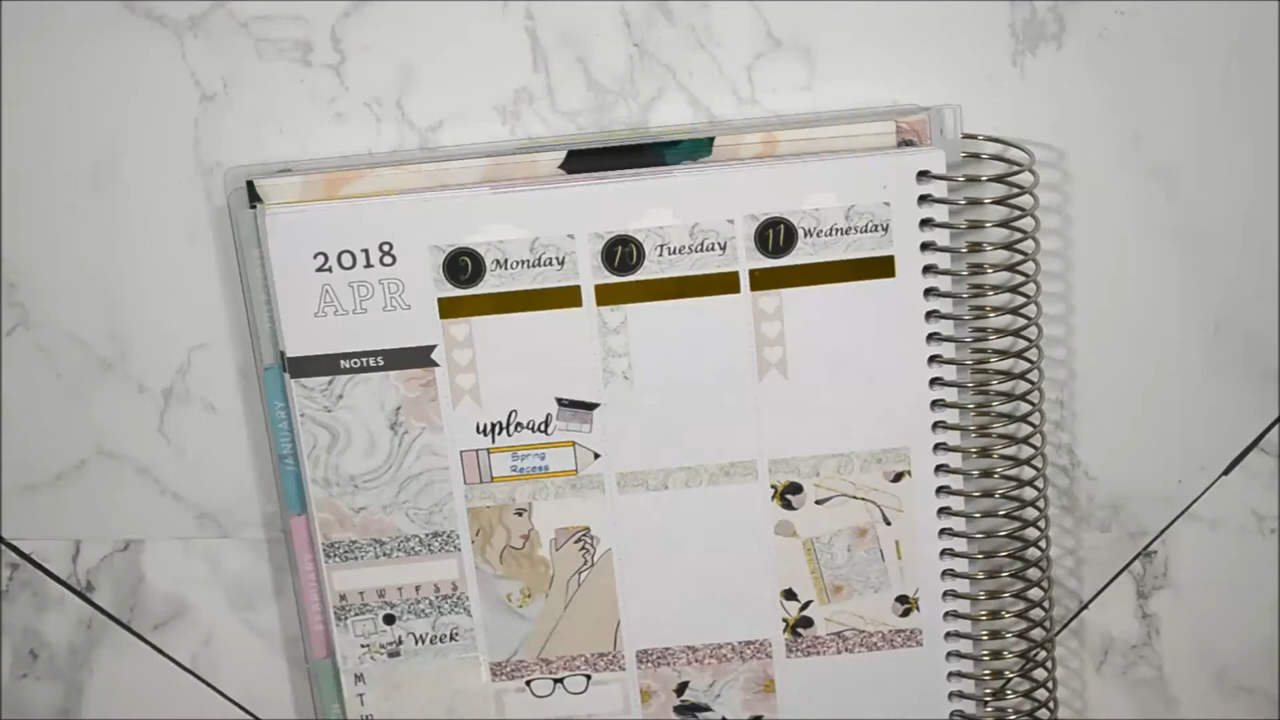 2018
APR
NOTES
9 Monday
10 Tuesday
11 Wednesday
upload
Spring
Recess
JANUARY
FEBRUARY
M T W T F S S
Week
M
T
W